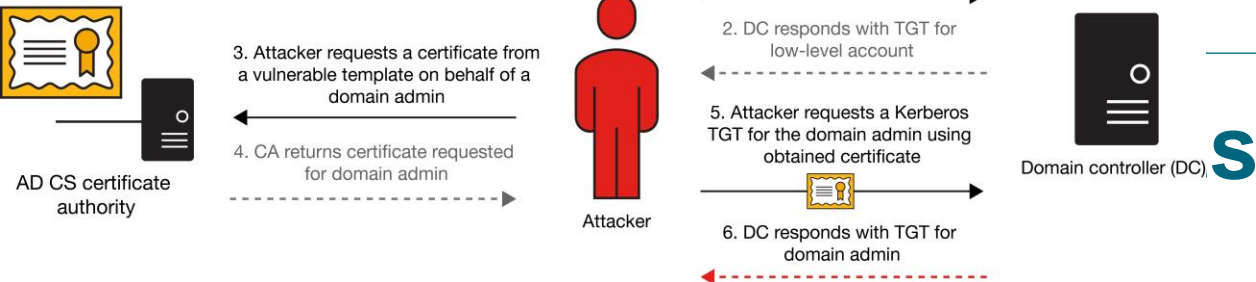 2. DC responds with TGT for
low-level account
3. Attacker requests a certificate from
a vulnerable template on behalf of a
domain admin
4. CA returns certificate requested
for domain admin
5. Attacker requests a Kerberos
TGT for the domain admin using
obtained certificate
6. DC responds with TGT for
domain admin
AD CS certificate
authority
Attacker
Domain controller (DC)
s